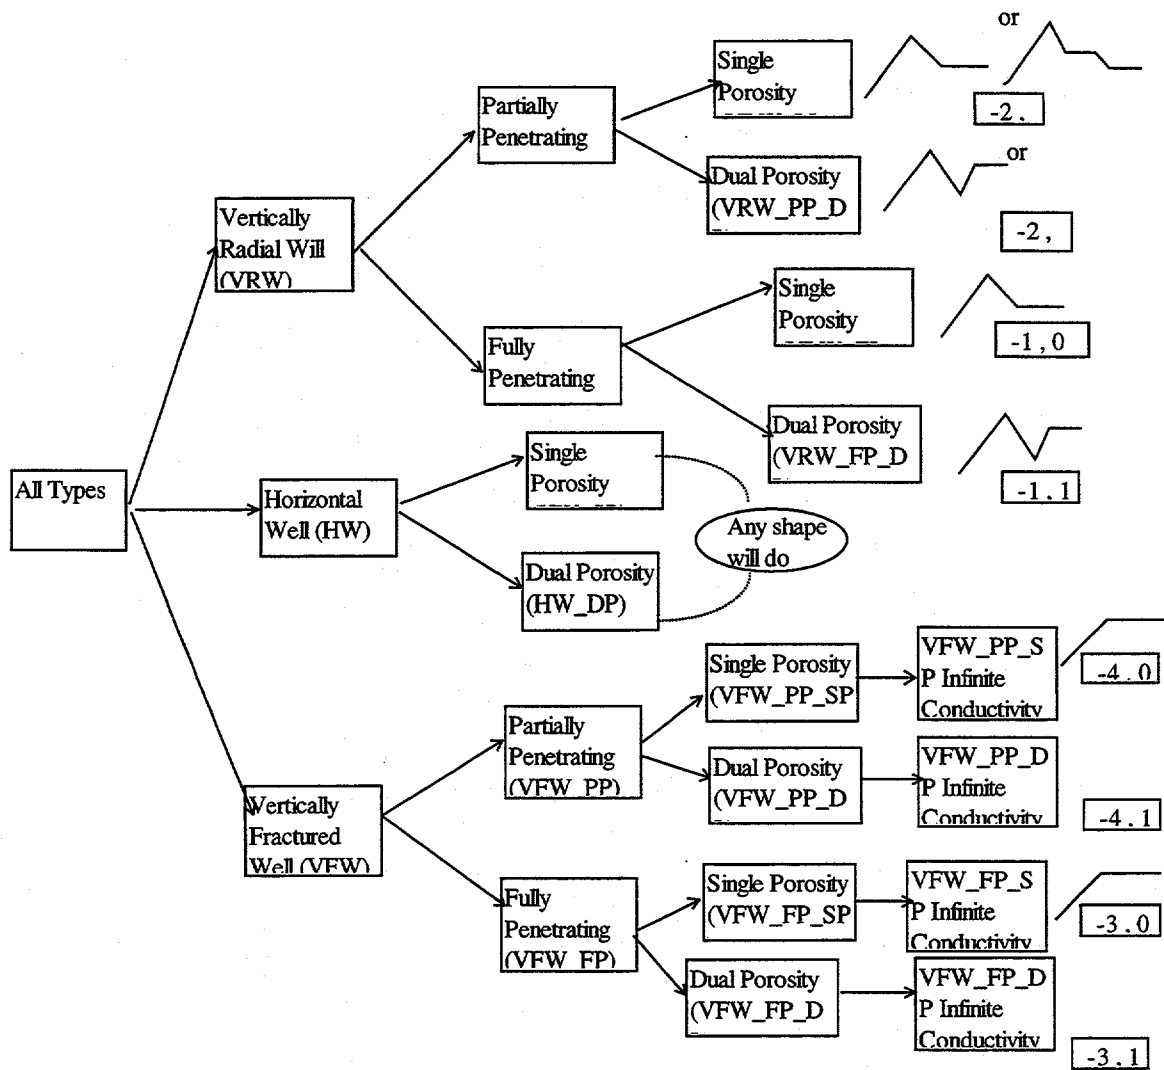 or
Single
Porosity
Partially
Penetrating
-2,
Dual Porosity
(VRW_PP_D
or
Vertically
Radial Will
(VRW)
-2,
Single
Porosity
Fully
Penetrating
-1,0
Dual Porosity
(VRW_FP_D
-1.1
Single
Porosity
All Types
Horizontal
Well (HW)
Any shape
will do
Dual Porosity
(HW_DP)
Single Porosity
(VFW_PP_SP
VFW_PP_S
P Infinite
Conductivity
-4.0
Partially
Penetrating
(VFW_PP)
Dual Porosity
(VFW_PP_D
VFW_PP_D
P Infinite
Conductivity
-4.1
Vertically
Fractured
Well (VFW)
Single Porosity
(VFW_FP_SP
VFW_FP_S
P Infinite
Conductivity
-3.0
Fully
Penetrating
(VFW_FP)
Dual Porosity
(VFW_FP_D
VFW_FP_D
P Infinite
Conductivity
-3.1